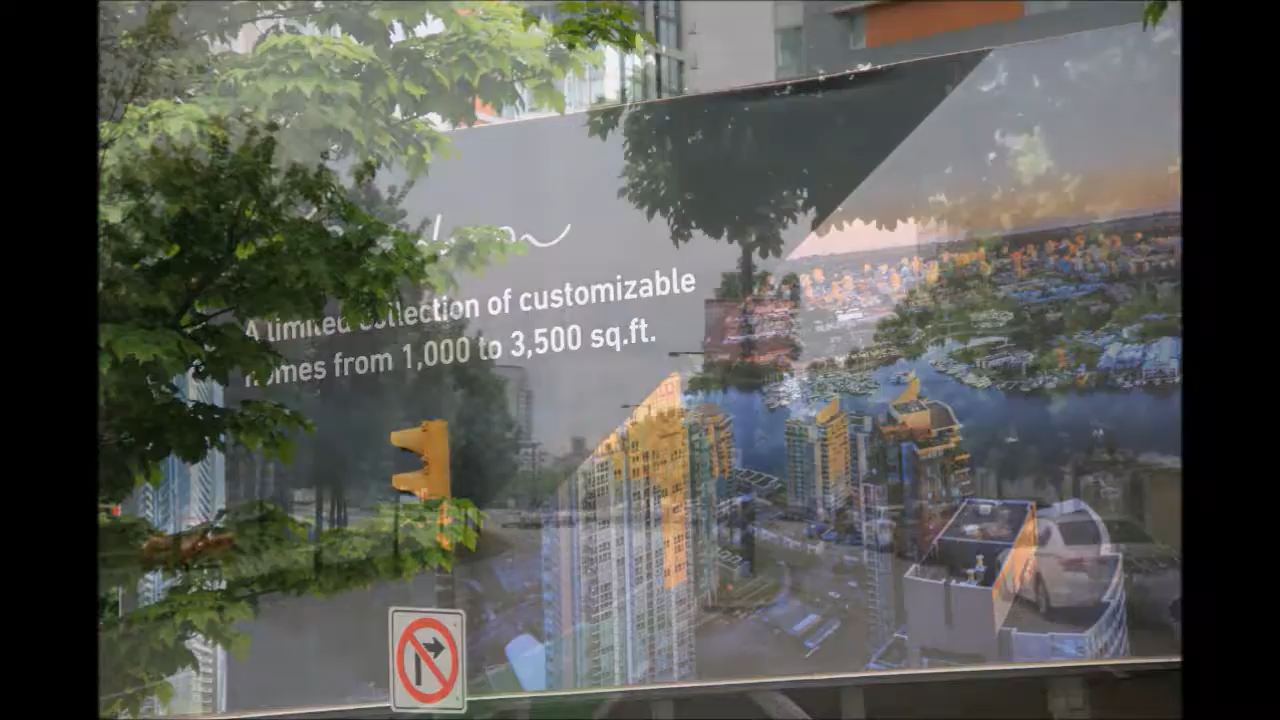 A limited collection of customizable
homes from 1,000 to 3,500 sq.ft.